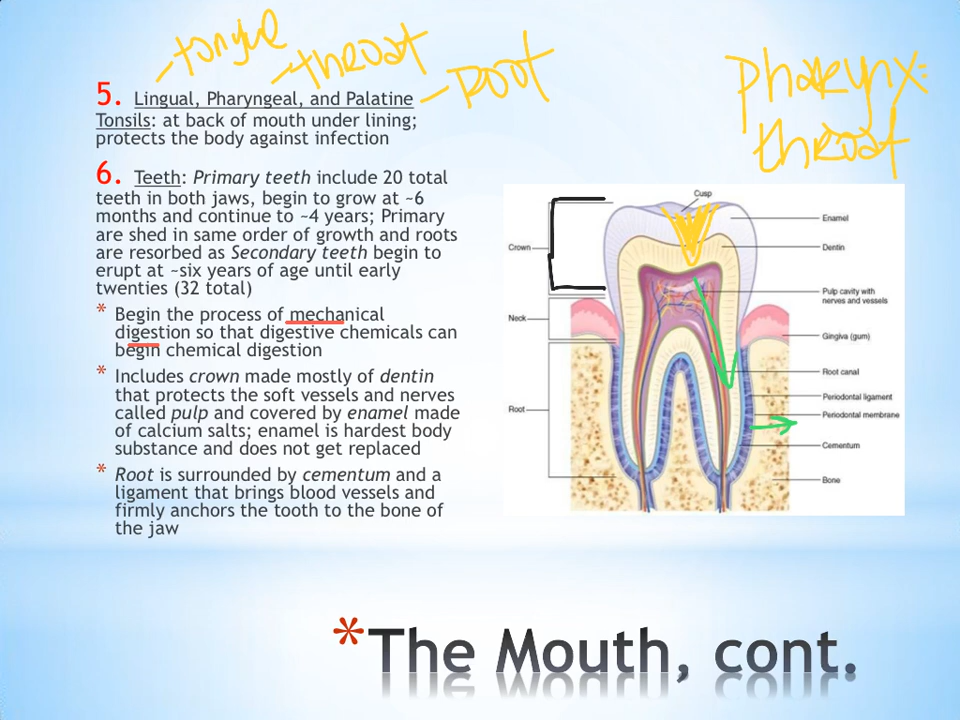 -tongue
-throat
-ROOT
pharynx:
throat
5. Lingual, Pharyngeal, and Palatine
Tonsils: at back of mouth under lining;
protects the body against infection
6. Teeth: Primary teeth include 20 total
teeth in both jaws, begin to grow at ~6
months and continue to ~4 years; Primary
are shed in same order of growth and roots
are resorbed as Secondary teeth begin to
erupt at ~six years of age until early
twenties (32 total)
* Begin the process of mechanical
digestion so that digestive chemicals can
begin chemical digestion
* Includes crown made mostly of dentin
that protects the soft vessels and nerves
called pulp and covered by enamel made
of calcium salts; enamel is hardest body
substance and does not get replaced
* Root is surrounded by cementum and a
ligament that brings blood vessels and
firmly anchors the tooth to the bone of
the jaw
Cusp
Crown
Neck
Root
Enamel
Dentin
Pulp cavity with
nerves and vessels
Gingiva (gum)
Root canal
Periodontal ligament
Periodontal membrane
Cementum
Bone
*The Mouth, cont.